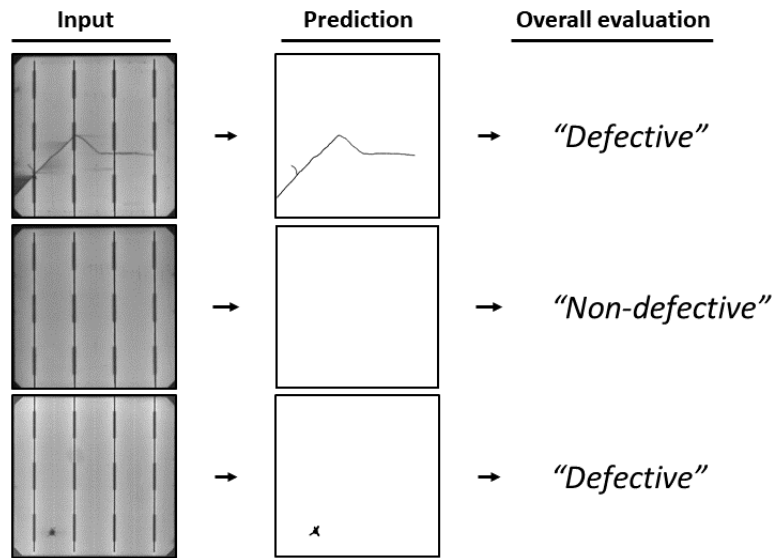 Input Prediction Overall evaluation
“Defective”
“Non-defective”
“Defective”